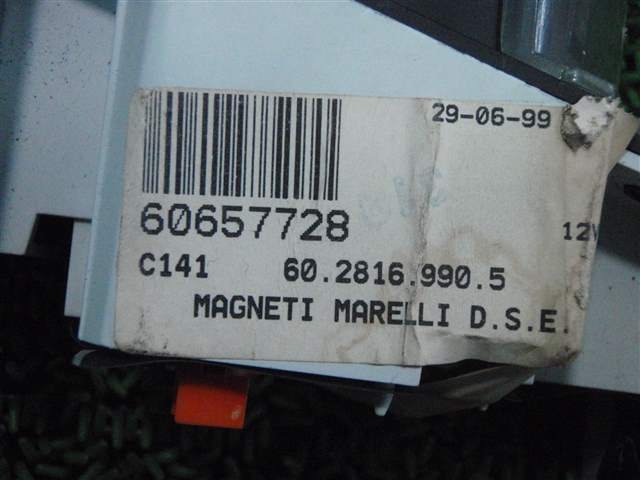 29-06-99
60657728
12V
C141 60.2816.990.5
MAGNETI MARELLI D.S.E.